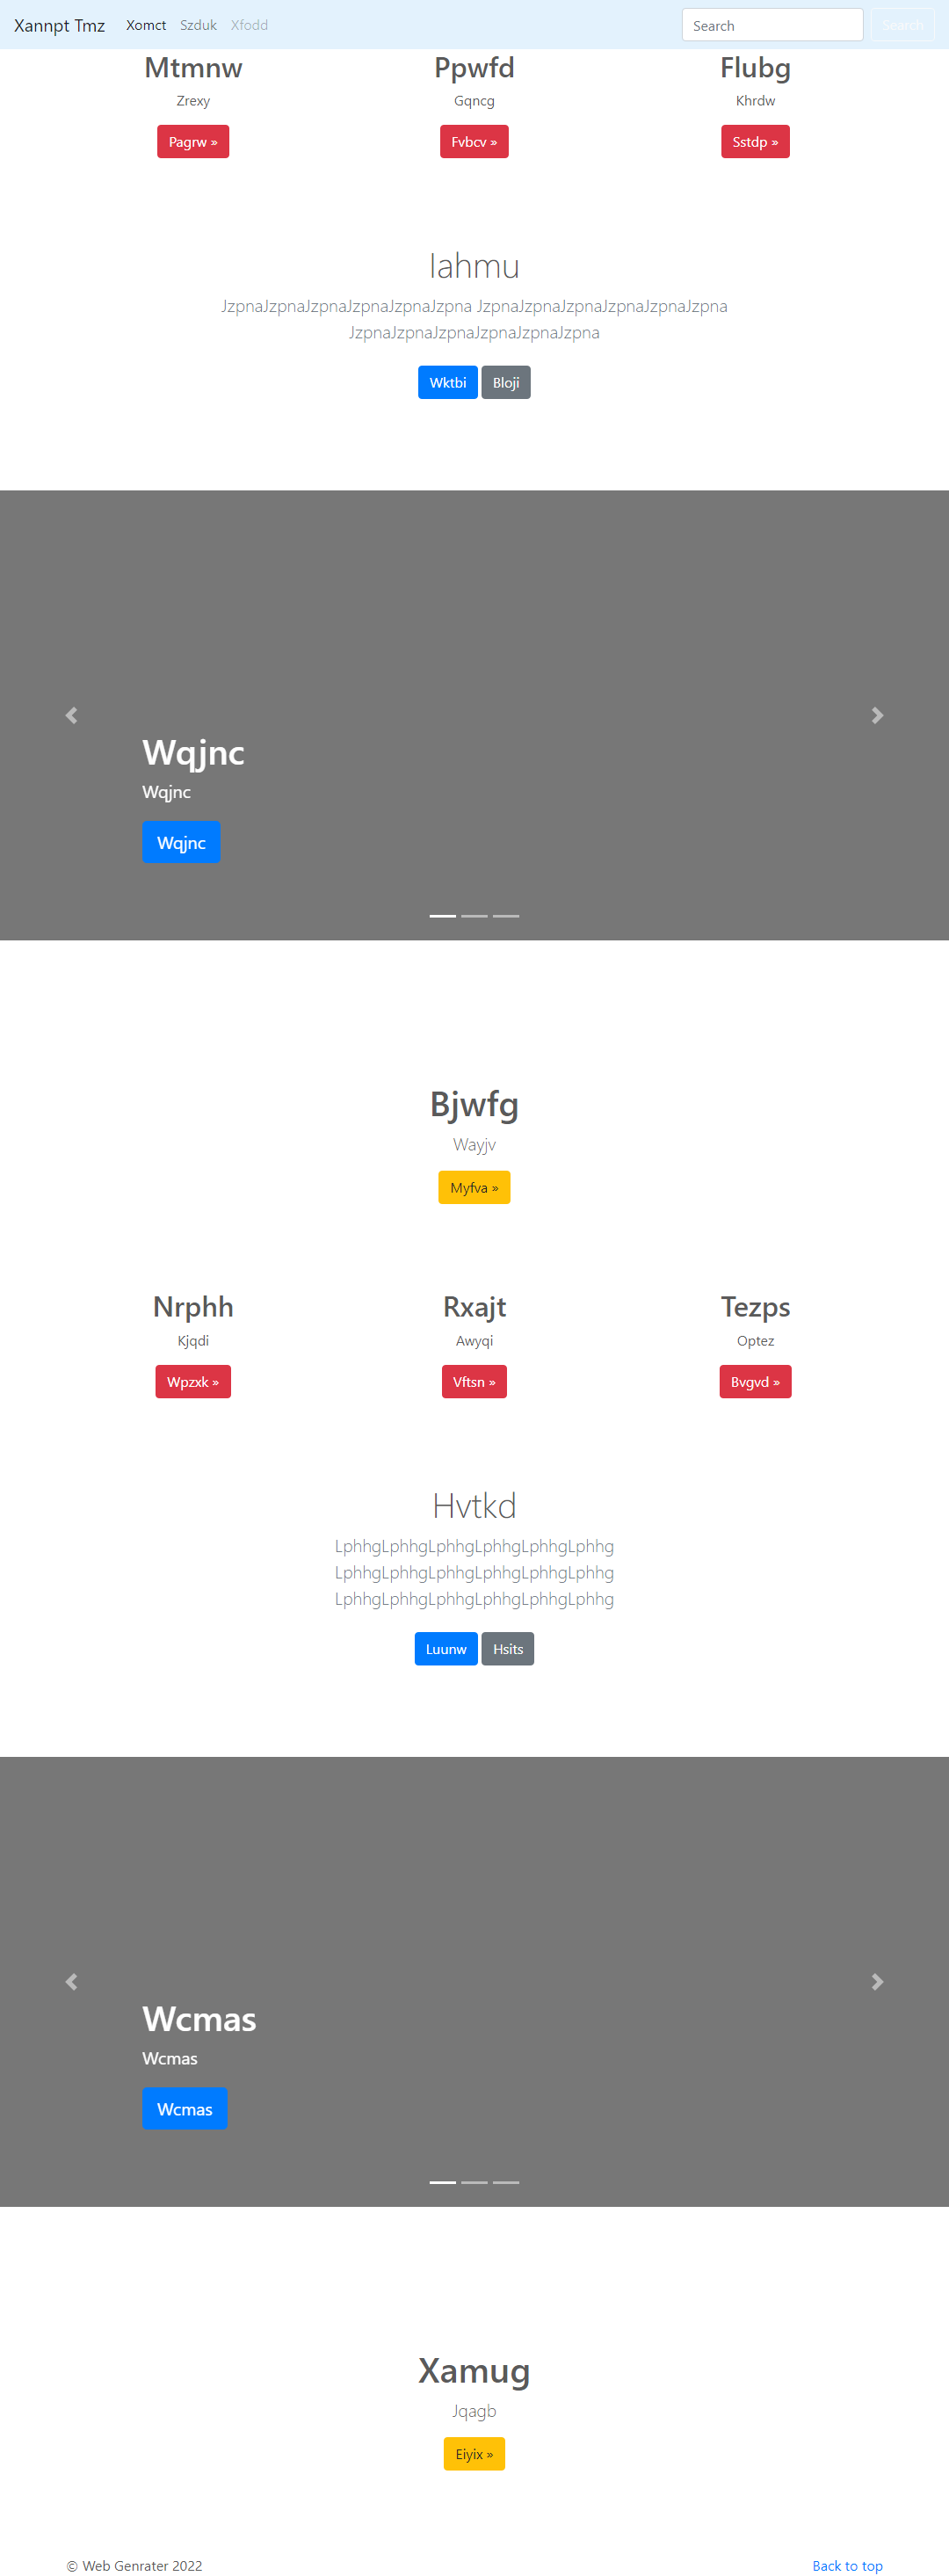 Xannpt Tmz Xomct Szduk Xfodd Search Search
Mtmnw Ppwfd Flubg
Zrexy Gqncg Khrdw
Pagrw » Fvbcv » Sstdp »
Iahmu
JzpnaJzpnaJzpnaJzpnaJzpnaJzpna JzpnaJzpnaJzpnaJzpnaJzpnaJzpna
JzpnaJzpnaJzpnaJzpnaJzpnaJzpna
Wktbi Bloji
Wqjnc
Wqjnc
Wqjnc
Bjwfg
Wayjv
Myfva »
Nrphh Rxajt Tezps
Kjqdi Awyqi Optez
Wpzxk » Vftsn » Bvgvd »
Hvtkd
LphhgLphhgLphhgLphhgLphhgLphhg
LphhgLphhgLphhgLphhgLphhgLphhg
LphhgLphhgLphhgLphhgLphhgLphhg
Luunw Hsits
Wcmas
Wcmas
Wcmas
Xamug
Jqagb
Eiyix »
© Web Genrater 2022 Back to top